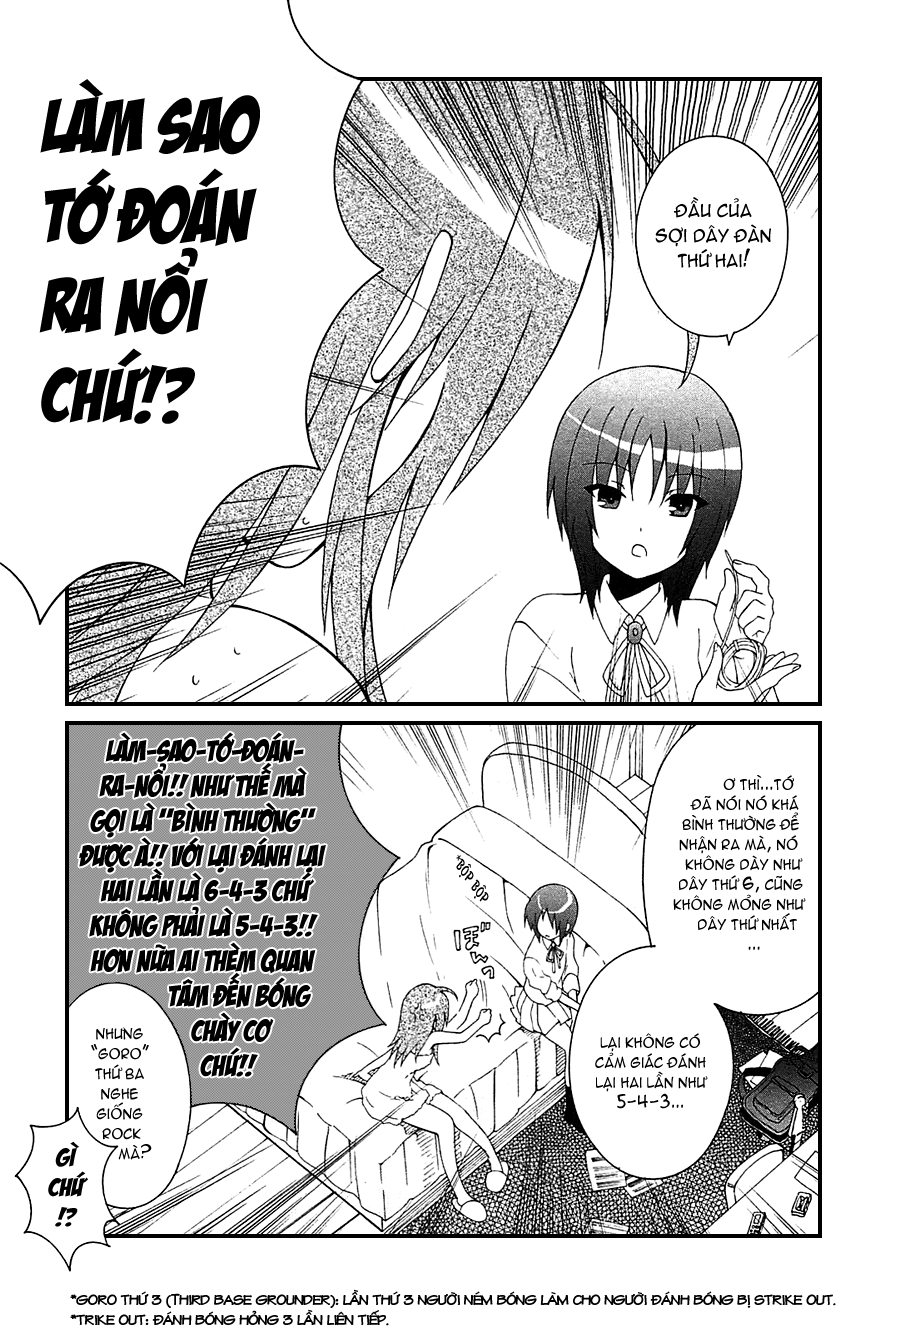 ĐẦU CỦA
SỢI DÂY ĐÀN
THỨ HAI!
LÀM SAO
TỚ ĐOÁN
RA NỔI
CHỨ!?
Ơ THÌ...TỚ
ĐÃ NÓI NÓ KHÁ
BÌNH THƯỜNG ĐỂ
NHẬN RA MÀ, NÓ
KHÔNG DÀY NHƯ
DÂY THỨ 6, CŨNG
KHÔNG MỎNG NHƯ
DÂY THỨ NHẤT
...
LẠI KHÔNG CÓ
CẢM GIÁC ĐÁNH
LẠI HAI LẦN NHƯ
5-4-3...
BỘP BỘP
ぼんっ
LÀM-SAO-TỚ-ĐOÁN-
RA-NỔI!! NHƯ THẾ MÀ
GỌI LÀ "BÌNH THƯỜNG"
ĐƯỢC À!! VỚI LẠI ĐÁNH LẠI
HAI LẦN LÀ 6-4-3 CHỨ
KHÔNG PHẢI LÀ 5-4-3!!
HƠN NỮA AI THÈM QUAN
TÂM ĐẾN BÓNG
CHÀY CƠ
CHỨ!!
NHƯNG
"GORO"
THỨ BA
NGHE
GIỐNG
ROCK
MÀ?
GÌ
CHỨ
!?
*GORO THỨ 3 (THIRD BASE GROUNDER): LẦN THỨ 3 NGƯỜI NÉM BÓNG LÀM CHO NGƯỜI ĐÁNH BÓNG BỊ STRIKE OUT.
*TRIKE OUT: ĐÁNH BÓNG HỎNG 3 LẦN LIÊN TIẾP.